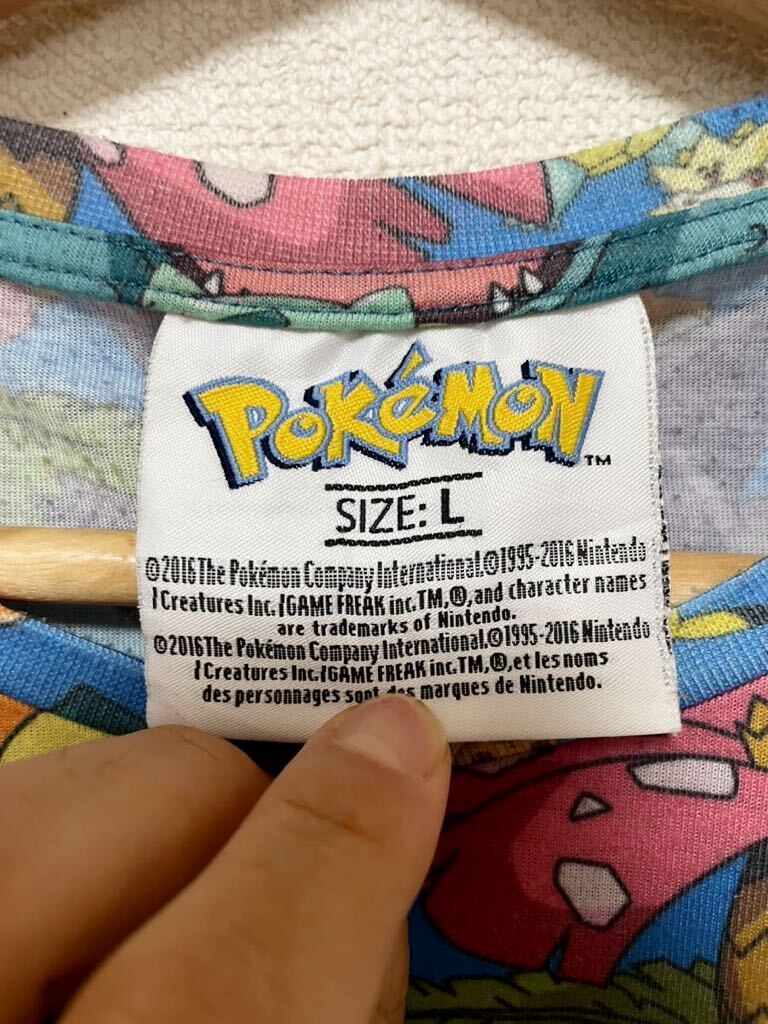 POKéMON™
SIZE: L
©2016 The Pokémon Company International.©1995-2016 Nintendo
/Creatures Inc./GAME FREAK inc.TM,®,and character names
are trademarks of Nintendo.
©2016 The Pokémon Company International.©1995-2016 Nintendo
/Creatures Inc./GAME FREAK inc.TM,®,et les noms
des personnages sont des marques de Nintendo.